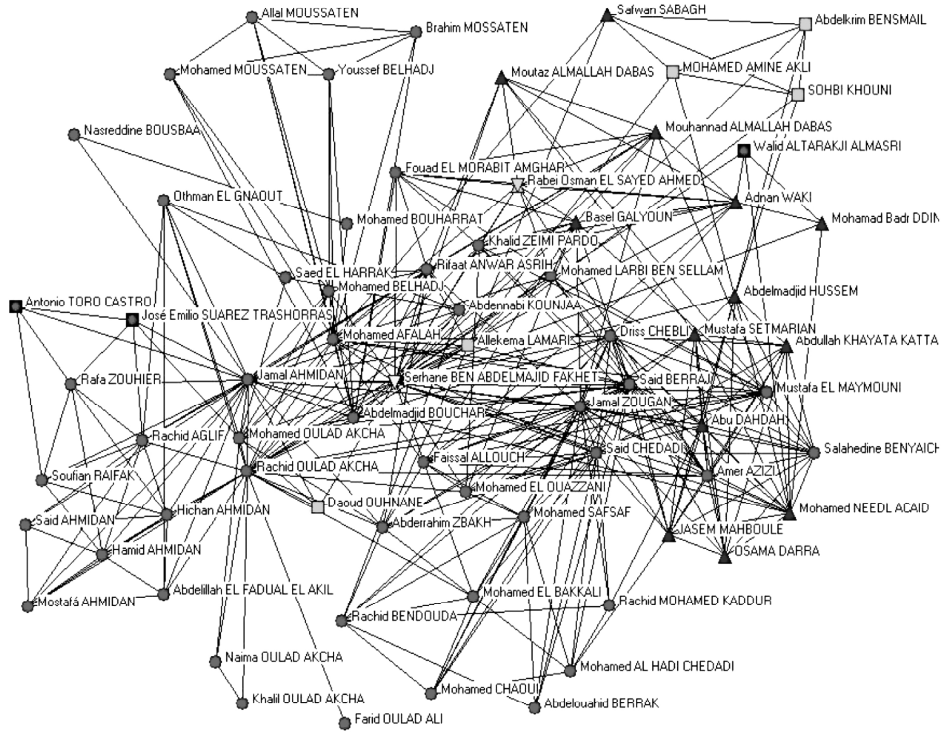 Allal MOUSSATEN
Safwan SABAGH
Abdelkrim BENSMAIL
Brahim MOSSATEN
Mohamed MOUSSATEN
Youssef BELHADJ
Moutaz ALMALLAH DABAS
MOHAMED AMINE AKLI
SOHBI KHOUNI
Nasreddine BOUSBAA
Mouhannad ALMALLAH DABAS
Walid ALTARAKJI ALMASRI
Fouad EL MORABIT AMGHAR
Rabei Osman EL SAYED AHMED
Othman EL GNAOUT
Adnan WAKI
Mohamed BOUHARRAT
Basel GALYOUN
Mohamad Badr DDIN
Khalid ZEIMI PARDO
Saed EL HARRAK
Rifaat ANWAR ASRIH
Mohamed LARBI BEN SELLAM
Mohamed BELHADJ
Antonio TORO CASTRO
José Emilio SUAREZ TRASHORRAS
Abdennabi KOUNJAA
Abdelmadjid HUSSEM
Mohamed AFALAH
Allekema LAMARI
Driss CHEBLI
Mustafa SETMARIAN
Abdullah KHAYATA KATTA
Rafa ZOUHIER
Jamal AHMIDAN
Serhane BEN ABDELMAJID FAKHET
Said BERRAJ
Mustafa EL MAYMOUNI
Jamal ZOUGAN
Abdelmadjid BOUCHAR
Abu DAHDAH
Rachid AGLIF
Mohamed OULAD AKCHA
Said CHEDADI
Salahedine BENYAICH
Faissal ALLOUCH
Rachid OULAD AKCHA
Soufian RAIFAK
Amer AZIZI
Mohamed EL OUAZZANI
Daoud OUHNANE
Mohamed NEEDL ACAID
Hichan AHMIDAN
Mohamed SAFSAF
Said AHMIDAN
Abderrahim ZBAKH
JASEM MAHBOULE
Hamid AHMIDAN
OSAMA DARRA
Abdelillah EL FADUAL EL AKIL
Mohamed EL BAKKALI
Mostafá AHMIDAN
Rachid MOHAMED KADDUR
Rachid BENDOUDA
Naima OULAD AKCHA
Mohamed AL HADI CHEDADI
Mohamed CHAOUI
Khalil OULAD AKCHA
Abdelouahid BERRAK
Farid OULAD ALI